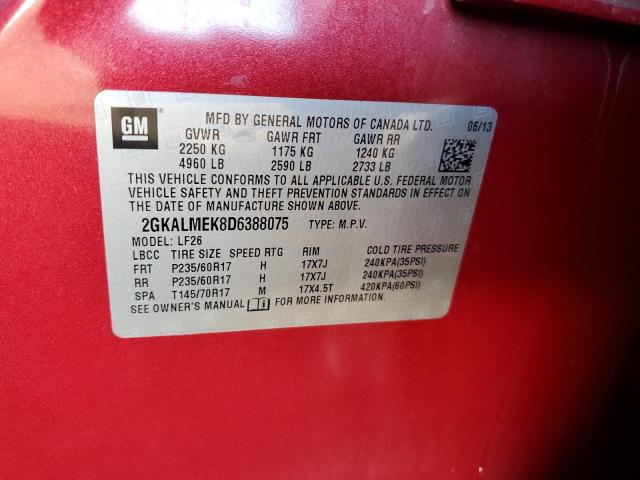 GM
MFD BY GENERAL MOTORS OF CANADA LTD. 06/13
GVWR GAWR FRT GAWR RR
2250 KG 1175 KG 1240 KG
4960 LB 2590 LB 2733 LB
THIS VEHICLE CONFORMS TO ALL APPLICABLE U.S. FEDERAL MOTOR
VEHICLE SAFETY AND THEFT PREVENTION STANDARDS IN EFFECT ON
THE DATE OF MANUFACTURE SHOWN ABOVE.
2GKALMEK8D6388075 TYPE: M.P.V.
MODEL: LF26
LBCC TIRE SIZE SPEED RTG RIM COLD TIRE PRESSURE
FRT P235/60R17 H 17X7J 240KPA(35PSI)
RR P235/60R17 H 17X7J 240KPA(35PSI)
SPA T145/70R17 M 17X4.5T 420KPA(60PSI)
SEE OWNER'S MANUAL FOR MORE INFORMATION.